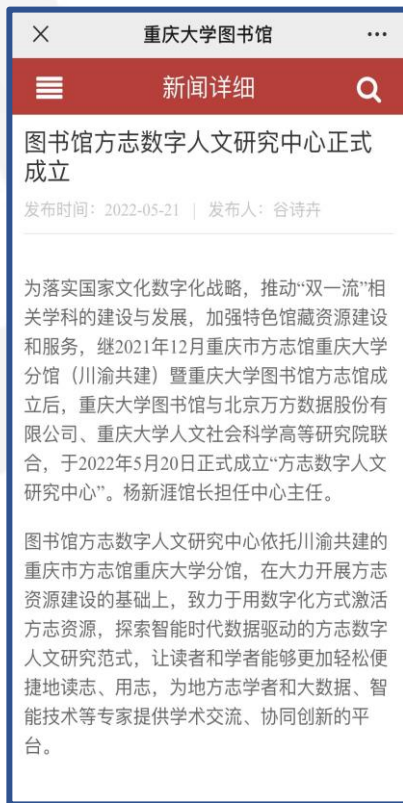 重庆大学图书馆
新闻详细
图书馆方志数字人文研究中心正式
成立
发布时间：2022-05-21 | 发布人：谷诗卉
为落实国家文化数字化战略，推动“双一流”相
关学科的建设与发展，加强特色馆藏资源建设
和服务，继2021年12月重庆市方志馆重庆大学
分馆（川渝共建）暨重庆大学图书馆方志馆成
立后，重庆大学图书馆与北京万方数据股份有
限公司、重庆大学人文社会科学高等研究院联
合，于2022年5月20日正式成立“方志数字人文
研究中心”。杨新涯馆长担任中心主任。
图书馆方志数字人文研究中心依托川渝共建的
重庆市方志馆重庆大学分馆，在大力开展方志
资源建设的基础上，致力于用数字化方式激活
方志资源，探索智能时代数据驱动的方志数字
人文研究范式，让读者和学者能够更加轻松便
捷地读志、用志，为地方志学者和大数据、智
能技术等专家提供学术交流、协同创新的平
台。